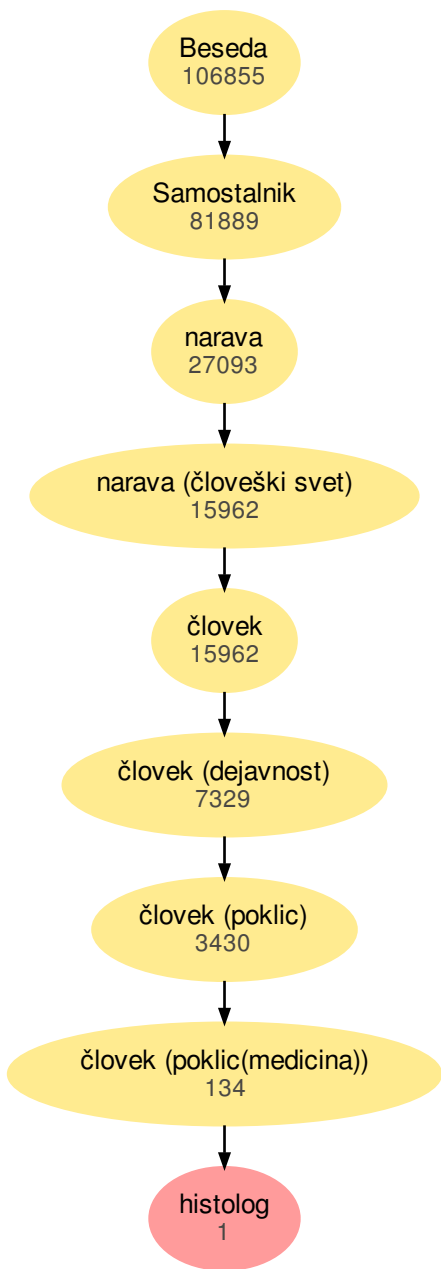 Beseda
106855
Samostalnik
81889
narava
27093
narava (človeški svet)
15962
človek
15962
človek (dejavnost)
7329
človek (poklic)
3430
človek (poklic(medicina))
134
histolog
1